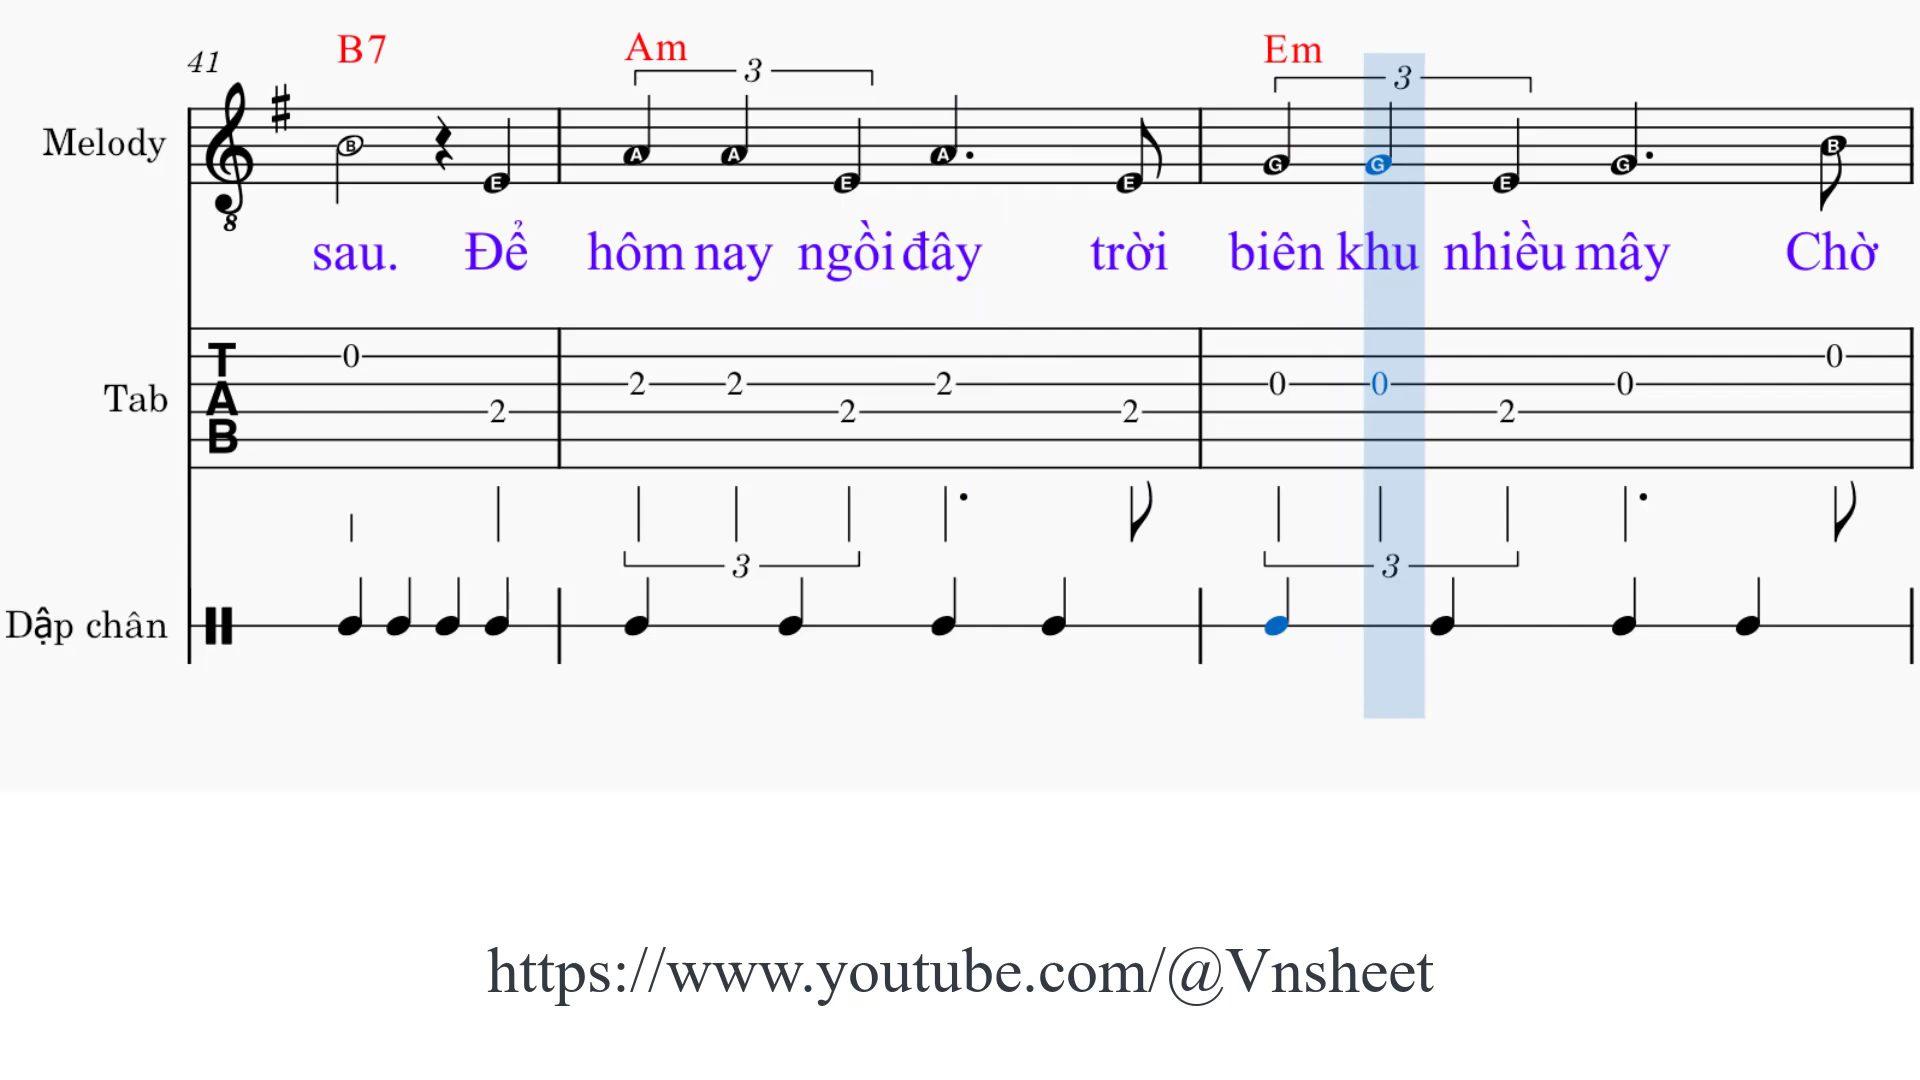 41 B7 Am 3 Em 3
Melody
B E A A E A E G G E G B
8
sau. Để hôm nay ngồi đây trời biên khu nhiều mây Chờ
Tab
TAB
0 2 2 2 2 2 2 0 0 2 0 0
3 3
Dập chân
https://www.youtube.com/@Vnsheet